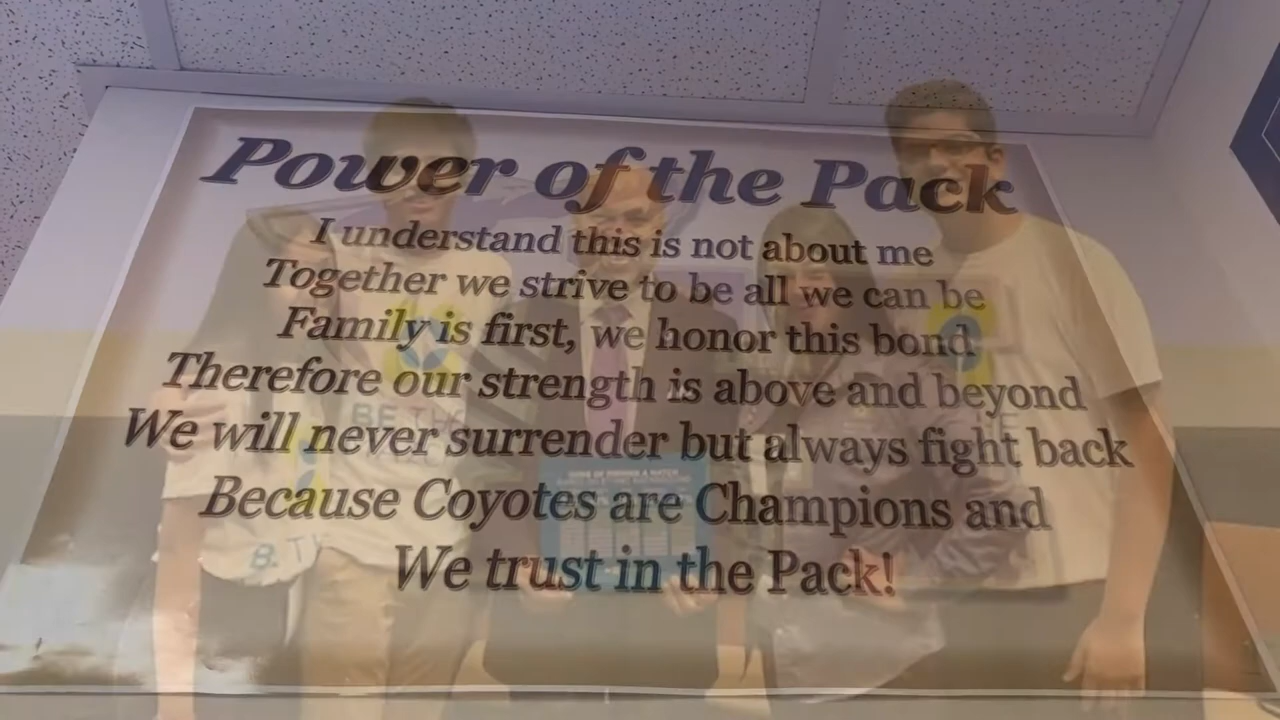 Power of the Pack
I understand this is not about me
Together we strive to be all we can be
Family is first, we honor this bond
Therefore our strength is above and beyond
We will never surrender but always fight back
Because Coyotes are Champions and
We trust in the Pack!
BE THE